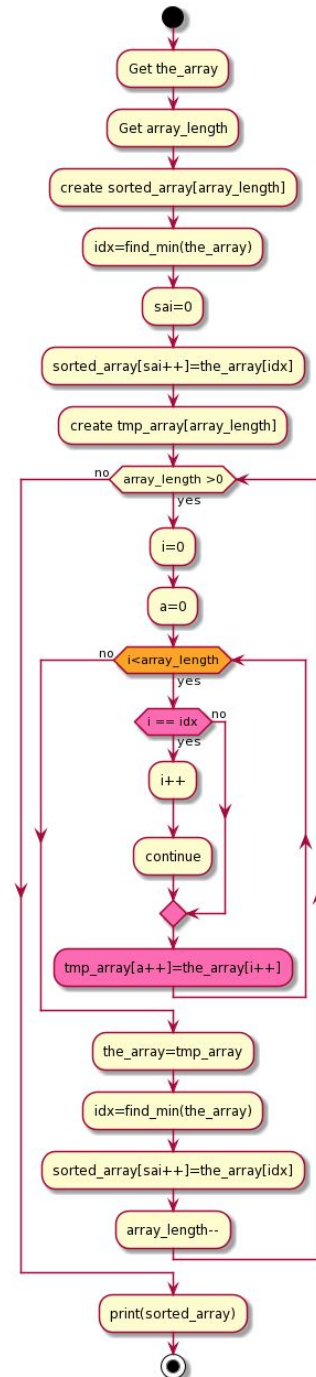 Get the_array
Get array_length
create sorted_array[array_length]
idx=find_min(the_array)
sai=0
sorted_array[sai++]=the_array[idx]
create tmp_array[array_length]
no
array_length >0
yes
i=0
a=0
no
i<array_length
yes
i == idx
no
yes
i++
continue
tmp_array[a++]=the_array[i++]
the_array=tmp_array
idx=find_min(the_array)
sorted_array[sai++]=the_array[idx]
array_length--
print(sorted_array)